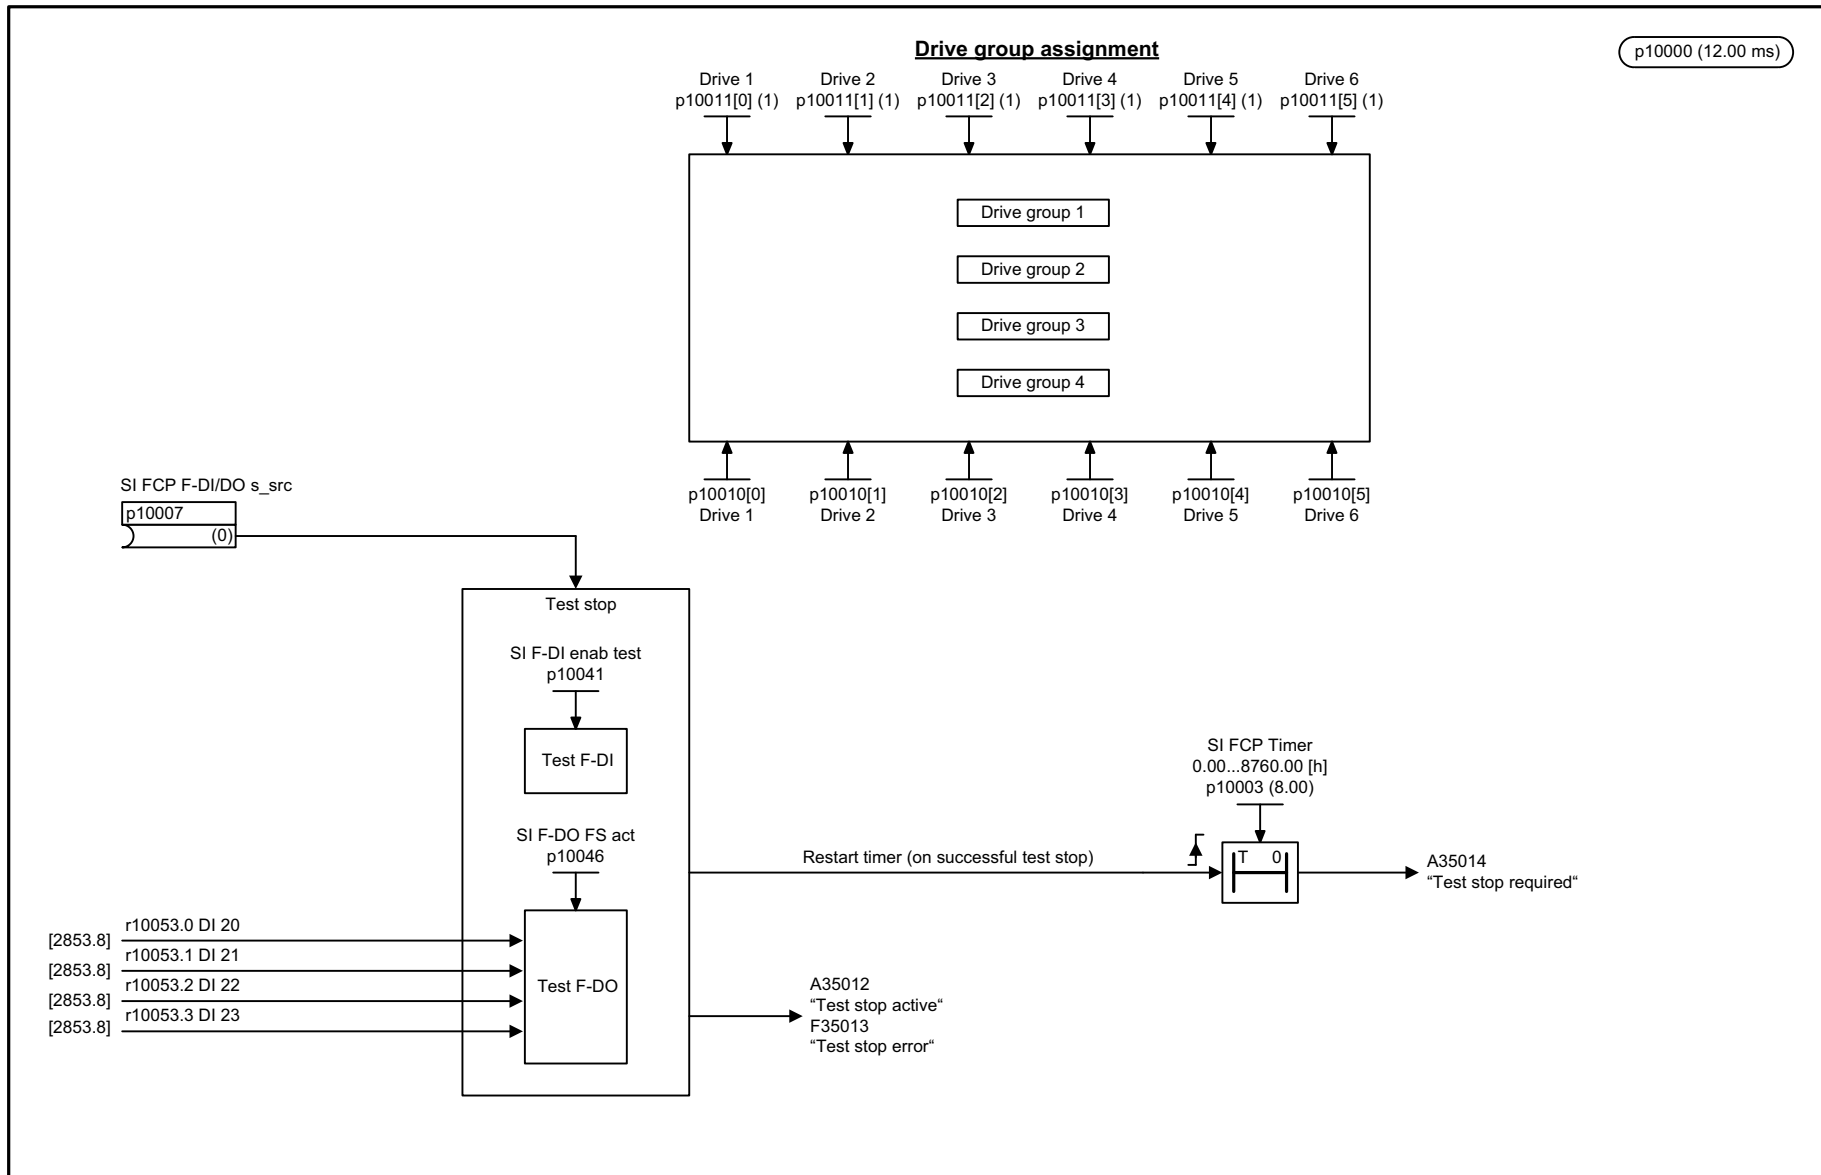 Drive group assignment
p10000 (12.00 ms)
Drive 1 Drive 2 Drive 3 Drive 4 Drive 5 Drive 6
p10011[0] (1) p10011[1] (1) p10011[2] (1) p10011[3] (1) p10011[4] (1) p10011[5] (1)
Drive group 1
Drive group 2
Drive group 3
Drive group 4
p10010[0] p10010[1] p10010[2] p10010[3] p10010[4] p10010[5]
Drive 1 Drive 2 Drive 3 Drive 4 Drive 5 Drive 6
SI FCP F-DI/DO s_src
p10007
(0)
Test stop
SI F-DI enab test
p10041
Test F-DI
SI F-DO FS act
p10046
Test F-DO
[2853.8] r10053.0 DI 20
[2853.8] r10053.1 DI 21
[2853.8] r10053.2 DI 22
[2853.8] r10053.3 DI 23
Restart timer (on successful test stop)
SI FCP Timer
0.00...8760.00 [h]
p10003 (8.00)
T 0
A35014
“Test stop required“
A35012
“Test stop active“
F35013
“Test stop error“